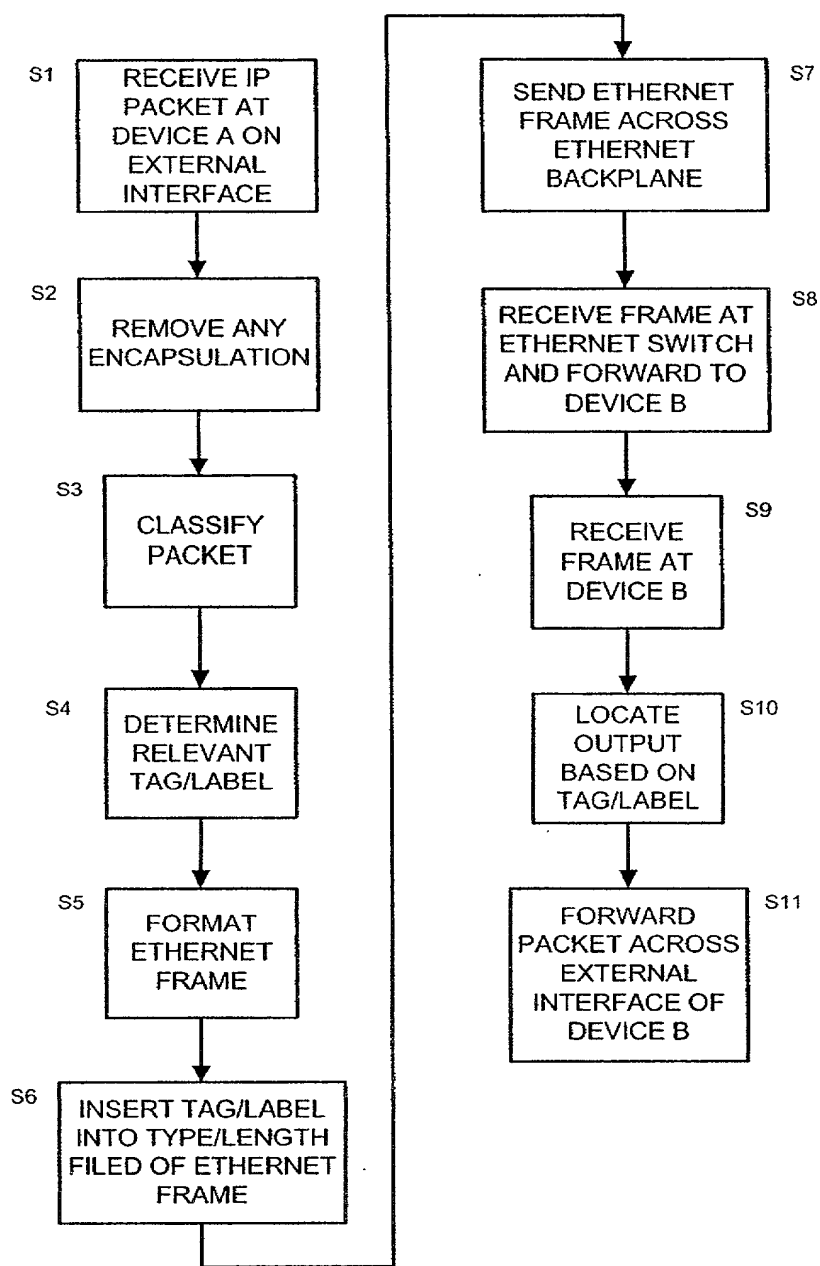 S1
RECEIVE IP
PACKET AT
DEVICE A ON
EXTERNAL
INTERFACE
S2
REMOVE ANY
ENCAPSULATION
S3
CLASSIFY
PACKET
S4
DETERMINE
RELEVANT
TAG/LABEL
S5
FORMAT
ETHERNET
FRAME
S6
INSERT TAG/LABEL
INTO TYPE/LENGTH
FILED OF ETHERNET
FRAME
S7
SEND ETHERNET
FRAME ACROSS
ETHERNET
BACKPLANE
S8
RECEIVE FRAME AT
ETHERNET SWITCH
AND FORWARD TO
DEVICE B
S9
RECEIVE
FRAME AT
DEVICE B
S10
LOCATE
OUTPUT
BASED ON
TAG/LABEL
S11
FORWARD
PACKET ACROSS
EXTERNAL
INTERFACE OF
DEVICE B